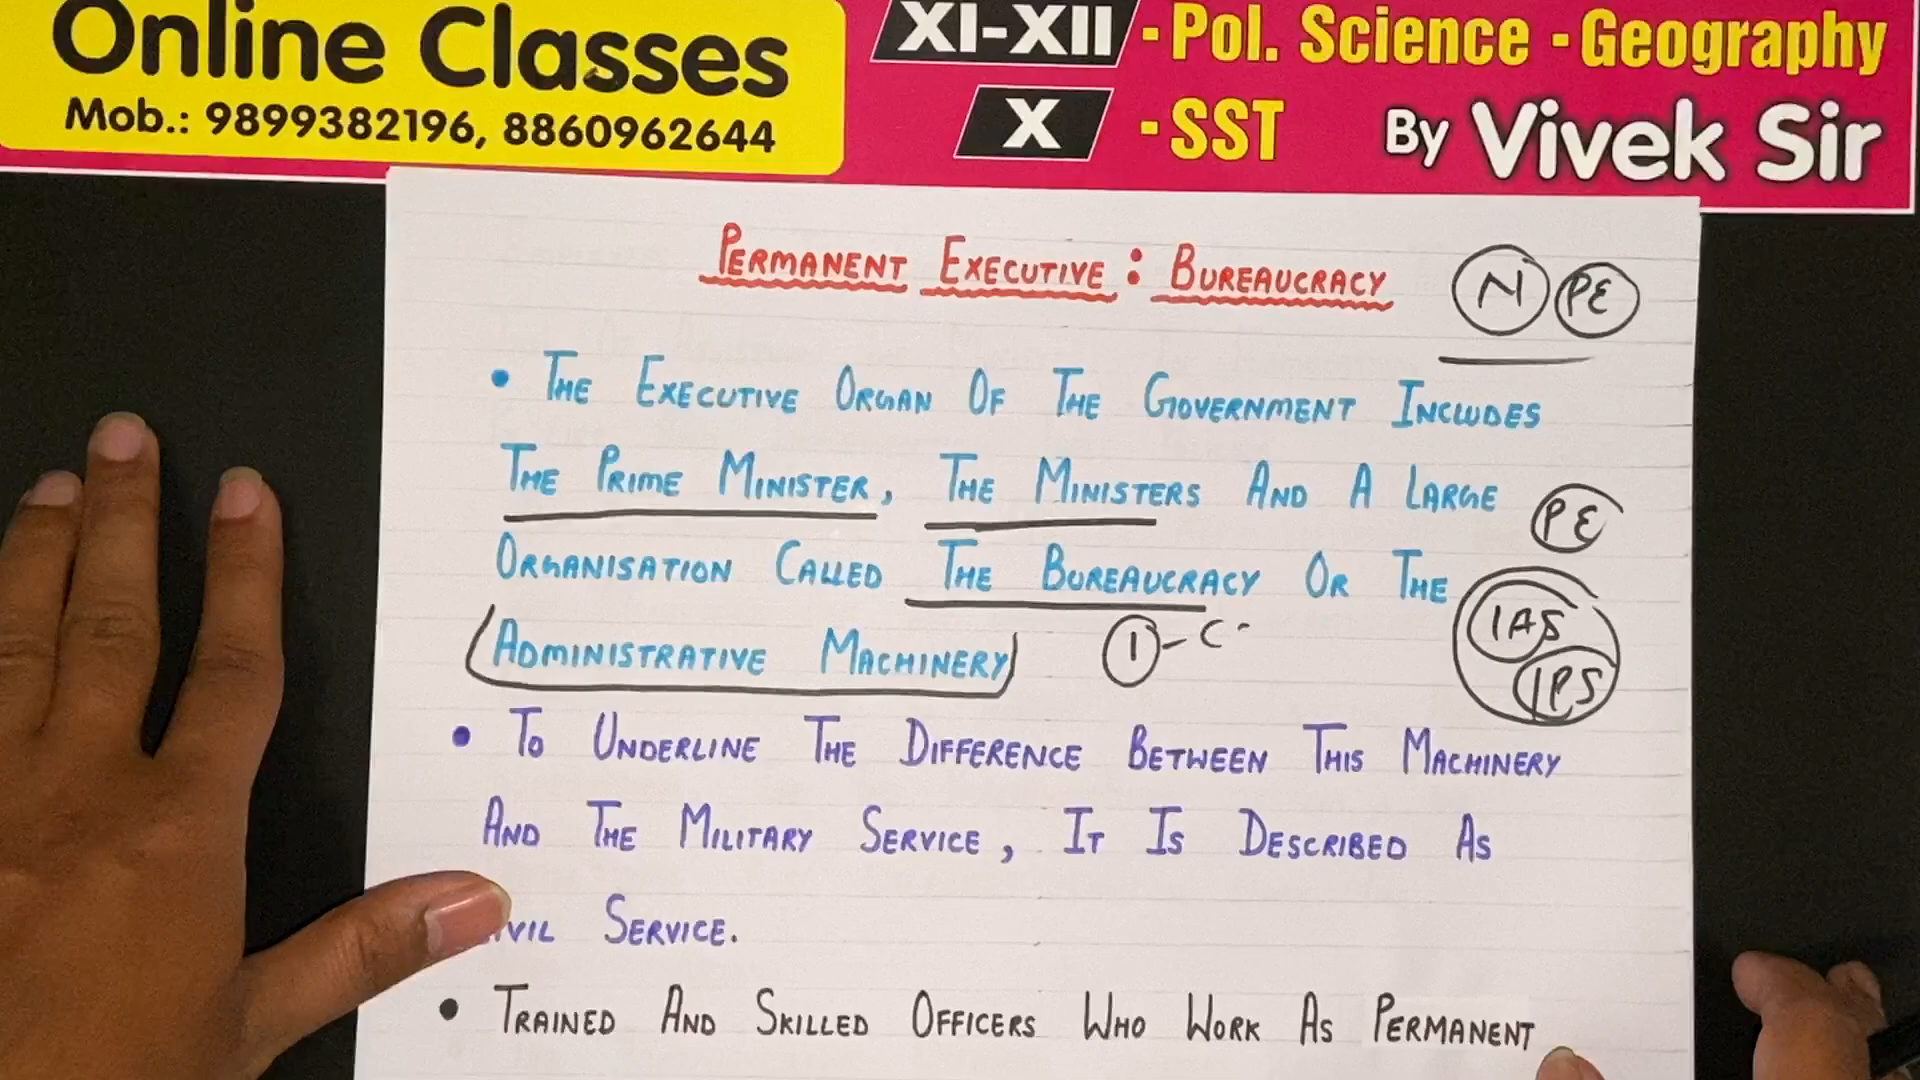 Online Classes
Mob.: 9899382196, 8860962644
XI-XII - Pol. Science - Geography
X - SST By Vivek Sir
PERMANENT EXECUTIVE : BUREAUCRACY
N PE
• THE EXECUTIVE ORGAN OF THE GOVERNMENT INCLUDES
THE PRIME MINISTER, THE MINISTERS AND A LARGE
PE
ORGANISATION CALLED THE BUREAUCRACY OR THE
IAS
ADMINISTRATIVE MACHINERY 1 - C
IPS
• TO UNDERLINE THE DIFFERENCE BETWEEN THIS MACHINERY
AND THE MILITARY SERVICE, IT IS DESCRIBED AS
IVIL SERVICE.
• TRAINED AND SKILLED OFFICERS WHO WORK AS PERMANENT